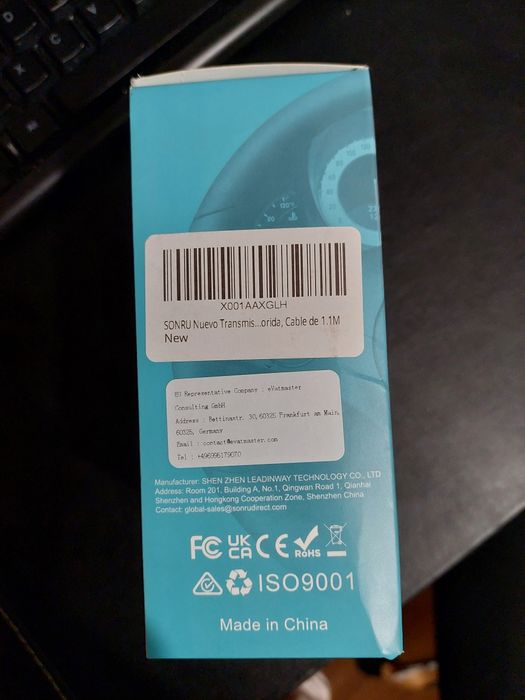 X001AAXGLH
SONRU Nuevo Transmis...orida, Cable de 1.1M
New
Representative Company : eVatmaster
Consulting GmbH
Address : Bettinastr. 30, 60325 Frankfurt am Main,
60325, Germany
Email : contact@evatmaster.com
Tel : +496995179070
Manufacturer: SHEN ZHEN LEADINWAY TECHNOLOGY CO., LTD
Address: Room 201, Building A, No.1, Qingwan Road 1, Qianhai
Shenzhen and Hongkong Cooperation Zone, Shenzhen China
Contact: global-sales@sonrudirect.com
FC UK CA CE RoHS
ISO9001
Made in China